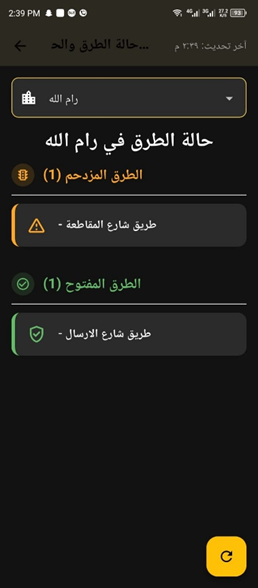 2:39 PM
حالة الطرق والح...
آخر تحديث: ٢:٣٩ م
رام الله
حالة الطرق في رام الله
الطرق المزدحم (1)
طريق شارع المقاطعة -
الطرق المفتوح (1)
طريق شارع الارسال -